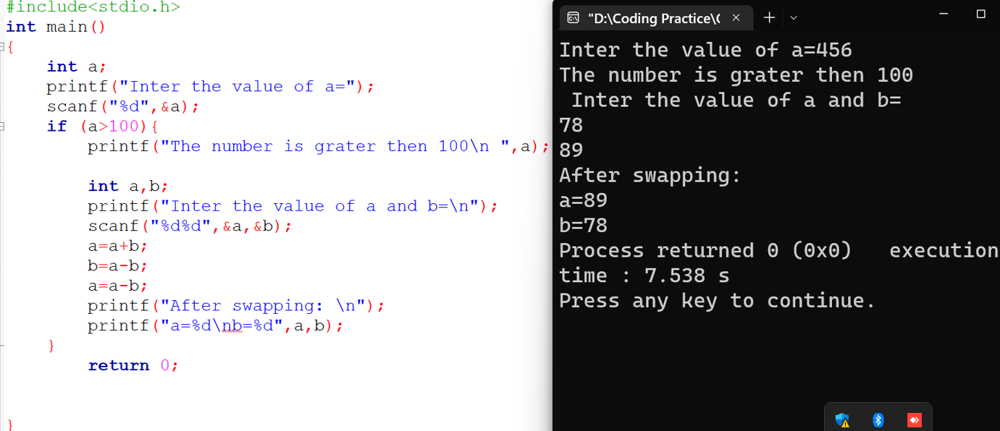 #include<stdio.h>
int main()
{
    int a;
    printf("Inter the value of a=");
    scanf("%d",&a);
    if (a>100){
        printf("The number is grater then 100\n ",a);

        int a,b;
        printf("Inter the value of a and b=\n");
        scanf("%d%d",&a,&b);
        a=a+b;
        b=a-b;
        a=a-b;
        printf("After swapping: \n");
        printf("a=%d\nb=%d",a,b);
    }
        return 0;
}
"D:\Coding Practice\(
Inter the value of a=456
The number is grater then 100
 Inter the value of a and b=
78
89
After swapping:
a=89
b=78
Process returned 0 (0x0)   execution
time : 7.538 s
Press any key to continue.